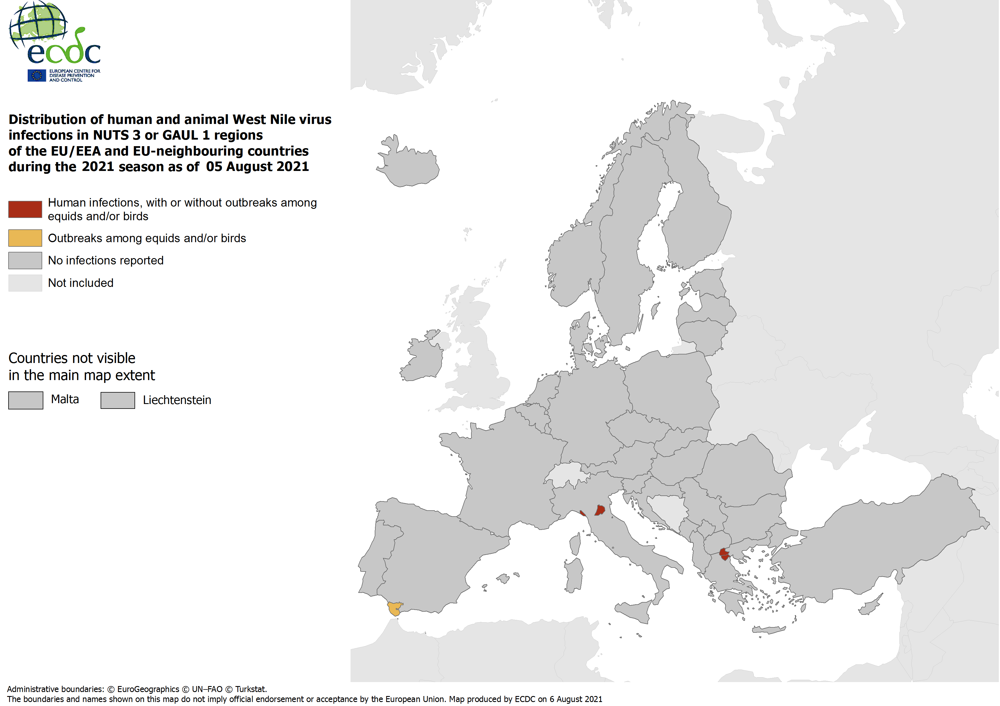 ecdc
EUROPEAN CENTRE FOR
DISEASE PREVENTION
AND CONTROL
Distribution of human and animal West Nile virus
infections in NUTS 3 or GAUL 1 regions
of the EU/EEA and EU-neighbouring countries
during the 2021 season as of 05 August 2021
Human infections, with or without outbreaks among
equids and/or birds
Outbreaks among equids and/or birds
No infections reported
Not included
Countries not visible
in the main map extent
Malta Liechtenstein
Administrative boundaries: © EuroGeographics © UN–FAO © Turkstat.
The boundaries and names shown on this map do not imply official endorsement or acceptance by the European Union. Map produced by ECDC on 6 August 2021